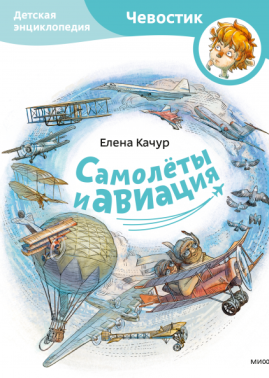 Детская
энциклопедия
Чевостик
Елена Качур
Самолёты
и авиация
МИФ